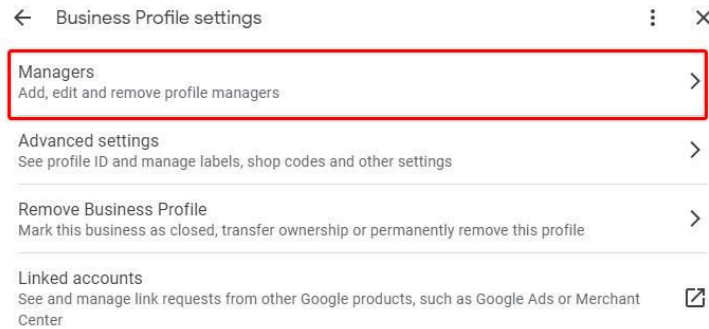 Business Profile settings
Managers
Add, edit and remove profile managers
Advanced settings
See profile ID and manage labels, shop codes and other settings
Remove Business Profile
Mark this business as closed, transfer ownership or permanently remove this profile
Linked accounts
See and manage link requests from other Google products, such as Google Ads or Merchant
Center